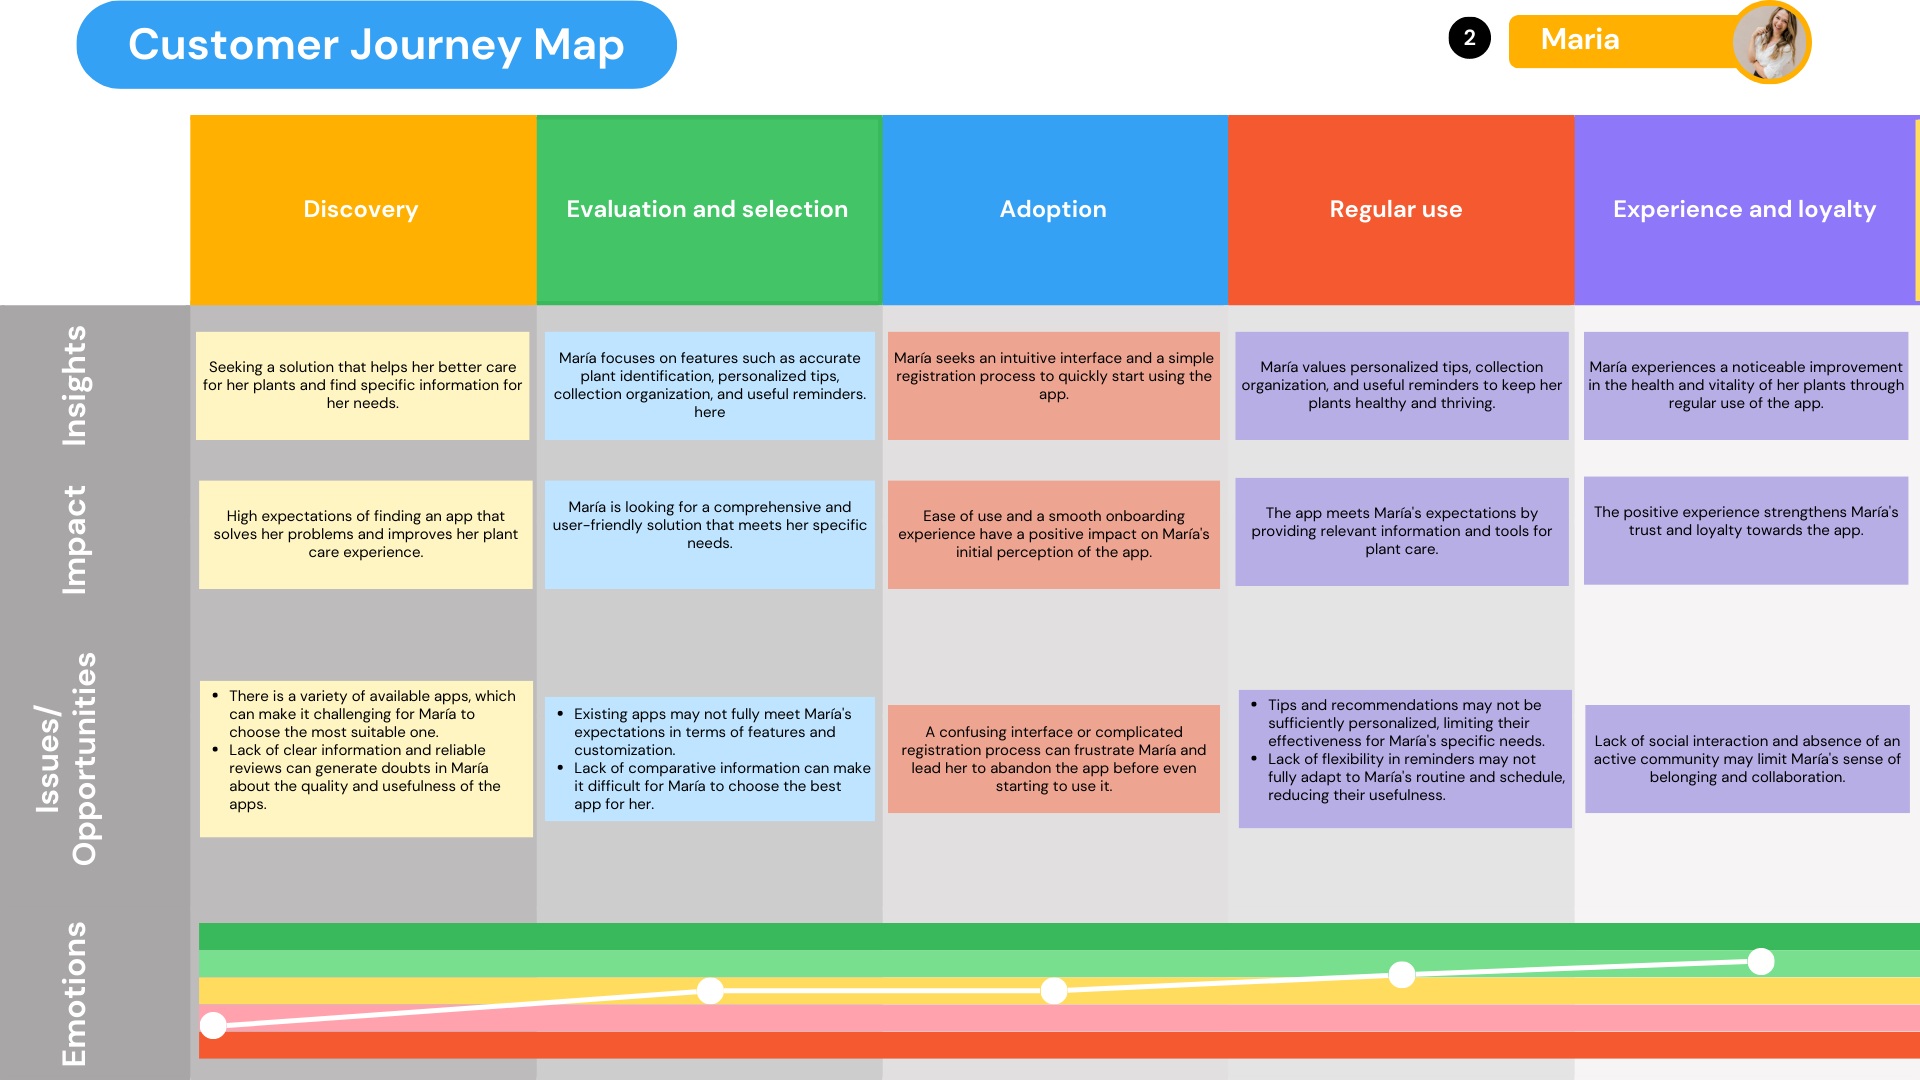 Customer Journey Map
2
Maria
Discovery
Evaluation and selection
Adoption
Regular use
Experience and loyalty
Insights
Seeking a solution that helps her better care
for her plants and find specific information for
her needs.
María focuses on features such as accurate
plant identification, personalized tips,
collection organization, and useful reminders.
here
María seeks an intuitive interface and a simple
registration process to quickly start using the
app.
María values personalized tips, collection
organization, and useful reminders to keep her
plants healthy and thriving.
María experiences a noticeable improvement
in the health and vitality of her plants through
regular use of the app.
Impact
High expectations of finding an app that
solves her problems and improves her plant
care experience.
María is looking for a comprehensive and
user-friendly solution that meets her specific
needs.
Ease of use and a smooth onboarding
experience have a positive impact on María's
initial perception of the app.
The app meets María's expectations by
providing relevant information and tools for
plant care.
The positive experience strengthens María's
trust and loyalty towards the app.
Issues/
Opportunities
• There is a variety of available apps, which
can make it challenging for María to
choose the most suitable one.
• Lack of clear information and reliable
reviews can generate doubts in María
about the quality and usefulness of the
apps.
• Existing apps may not fully meet María's
expectations in terms of features and
customization.
• Lack of comparative information can make
it difficult for María to choose the best
app for her.
A confusing interface or complicated
registration process can frustrate María and
lead her to abandon the app before even
starting to use it.
• Tips and recommendations may not be
sufficiently personalized, limiting their
effectiveness for María's specific needs.
• Lack of flexibility in reminders may not
fully adapt to María's routine and schedule,
reducing their usefulness.
Lack of social interaction and absence of an
active community may limit María's sense of
belonging and collaboration.
Emotions